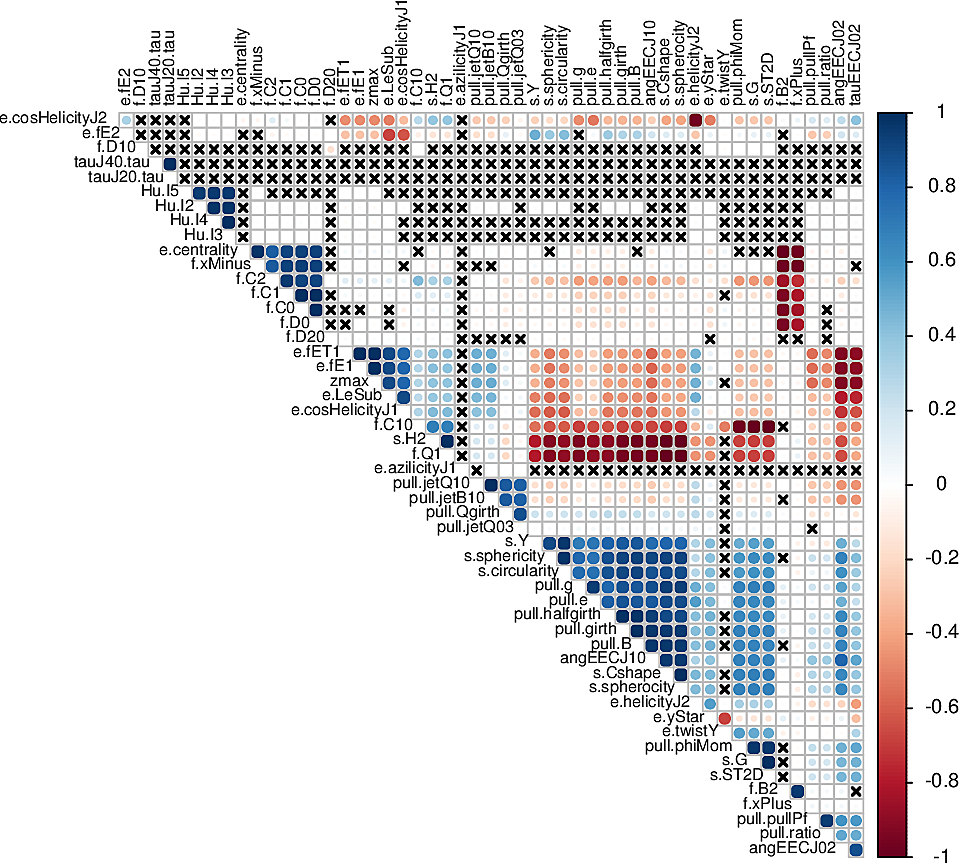 e.fE2
f.D10
tauJ40.tau
tauJ20.tau
Hu.I5
Hu.I2
Hu.I4
Hu.I3
e.centrality
f.xMinus
f.C2
f.C1
f.C0
f.D0
f.D20
e.fET1
e.fE1
zmax
e.LeSub
e.cosHelicityJ1
f.C10
s.H2
f.Q1
e.azilicityJ1
pull.jetQ10
pull.jetB10
pull.Qgirth
pull.jetQ03
s.Y
s.sphericity
s.circularity
pull.g
pull.e
pull.halfgirth
pull.girth
pull.B
angEECJ10
s.Cshape
s.spherocity
e.helicityJ2
e.yStar
e.twistY
pull.phiMom
s.G
s.ST2D
f.B2
f.xPlus
pull.pullPf
pull.ratio
angEECJ02
tauEECJ02
e.cosHelicityJ2
e.fE2
f.D10
tauJ40.tau
tauJ20.tau
Hu.I5
Hu.I2
Hu.I4
Hu.I3
e.centrality
f.xMinus
f.C2
f.C1
f.C0
f.D0
f.D20
e.fET1
e.fE1
zmax
e.LeSub
e.cosHelicityJ1
f.C10
s.H2
f.Q1
e.azilicityJ1
pull.jetQ10
pull.jetB10
pull.Qgirth
pull.jetQ03
s.Y
s.sphericity
s.circularity
pull.g
pull.e
pull.halfgirth
pull.girth
pull.B
angEECJ10
s.Cshape
s.spherocity
e.helicityJ2
e.yStar
e.twistY
pull.phiMom
s.G
s.ST2D
f.B2
f.xPlus
pull.pullPf
pull.ratio
angEECJ02
1
0.8
0.6
0.4
0.2
0
-0.2
-0.4
-0.6
-0.8
-1